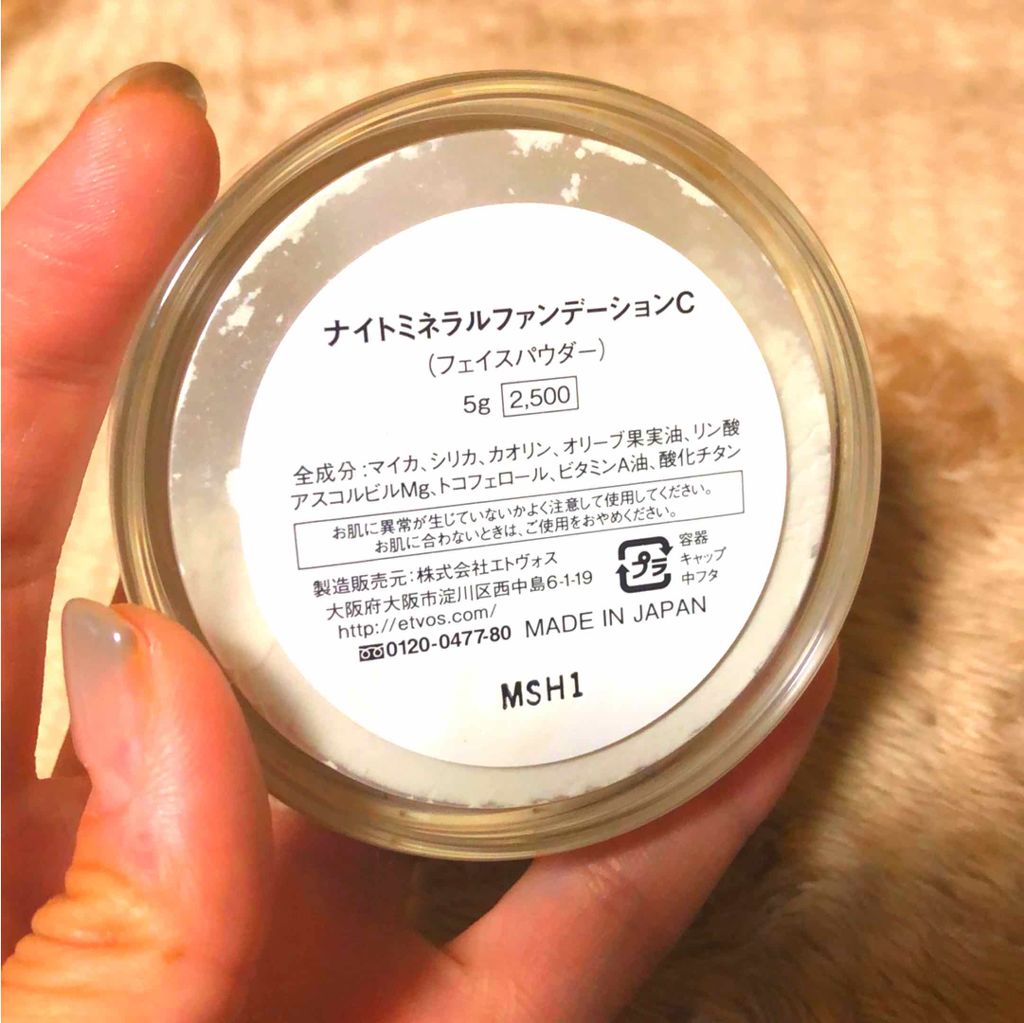 ナイトミネラルファンデーションC
(フェイスパウダー)
5g 2,500
全成分:マイカ、シリカ、カオリン、オリーブ果実油、リン酸
アスコルビルMg、トコフェロール、ビタミンA油、酸化チタン
お肌に異常が生じていないかよく注意して使用してください。
お肌に合わないときは、ご使用をおやめください。
製造販売元:株式会社エトヴォス
大阪府大阪市淀川区西中島6-1-19
http://etvos.com/
0120-0477-80
プラ
容器
キャップ
中フタ
MADE IN JAPAN
MSH1